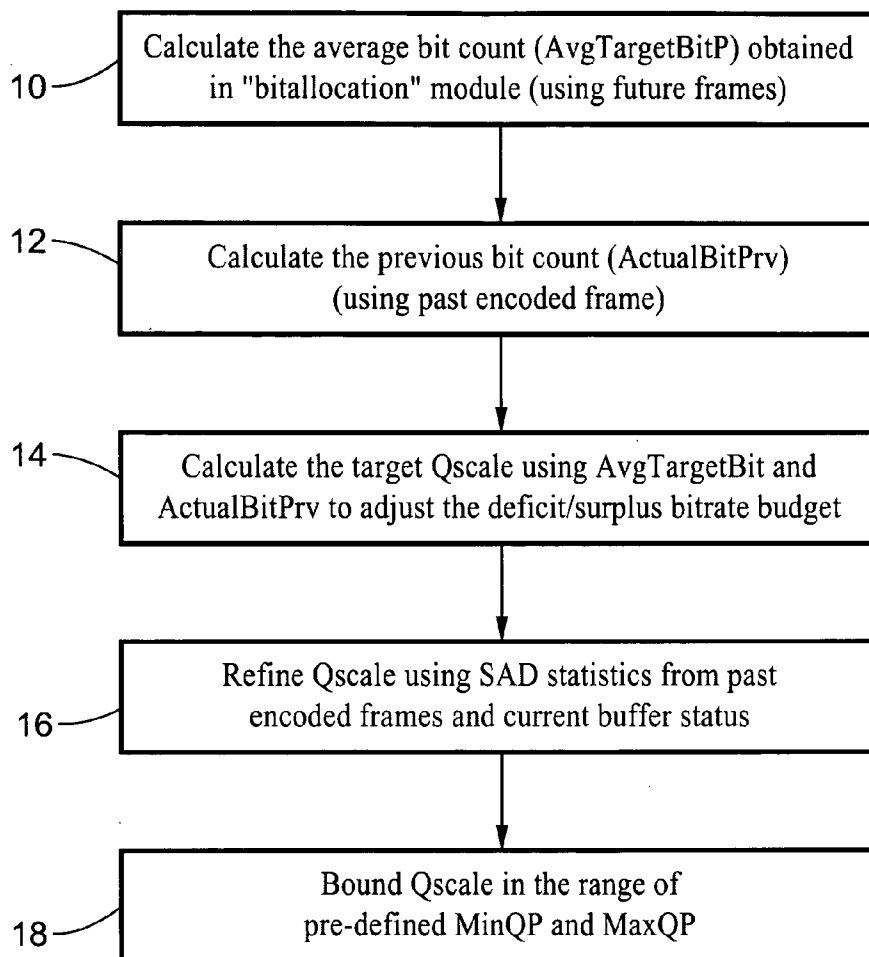 Calculate the average bit count (AvgTargetBitP) obtained
10
in "bitallocation" module (using future frames)
12
Calculate the previous bit count (ActualBitPrv)
(using past encoded frame)
14
Calculate the target Qscale using AvgTargetBit and
ActualBitPrv to adjust the deficit/surplus bitrate budget
Refine Qscale using SAD statistics from past
16
encoded frames and current buffer status
Bound Qscale in the range of
18
pre-defined MinQP and MaxQP